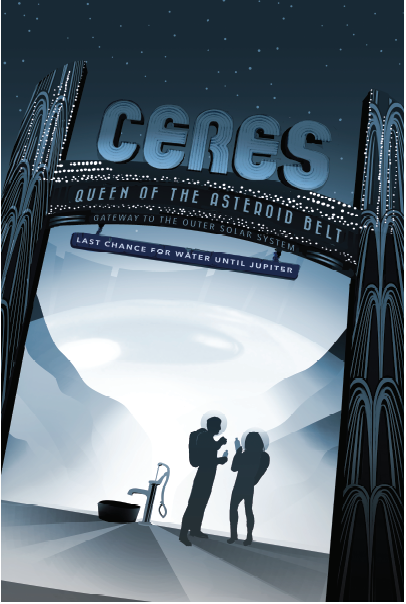 CERES
QUEEN OF THE ASTEROID BELT
GATEWAY TO THE OUTER SOLAR SYSTEM
LAST CHANCE FOR WATER UNTIL JUPITER